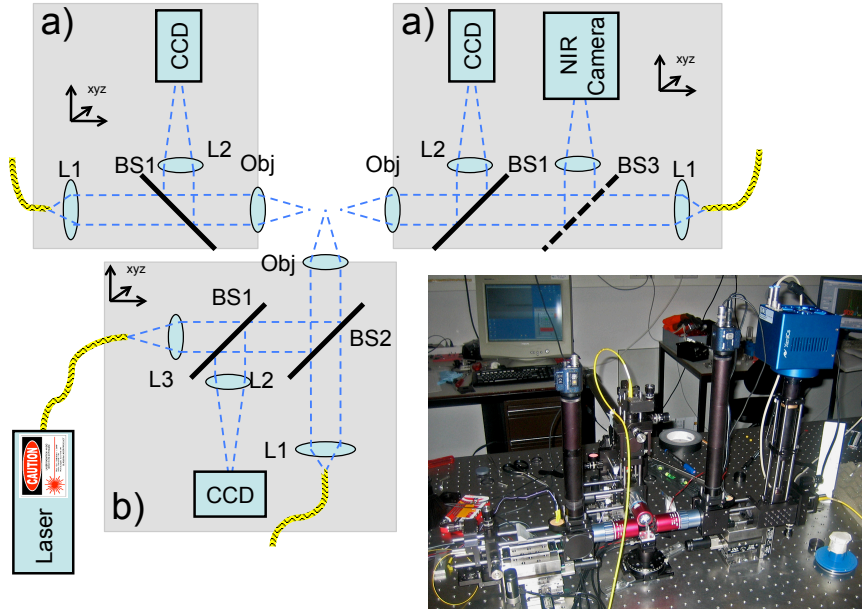 a)
CCD
xyz
L2
BS1
L1
Obj
a)
CCD
NIR
Camera
xyz
L2
BS1
BS3
Obj
L1
xyz
Obj
BS1
BS2
L3
L2
L1
CCD
b)
CAUTION
Laser